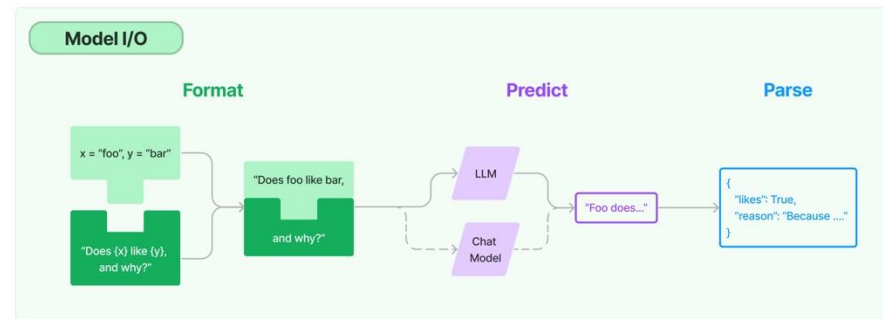 Model I/O
Format
Predict
Parse
x = "foo", y = "bar"
"Does {x} like {y},
and why?"
"Does foo like bar,
and why?"
LLM
Chat
Model
"Foo does..."
{
"likes": True,
"reason": "Because ...."
}